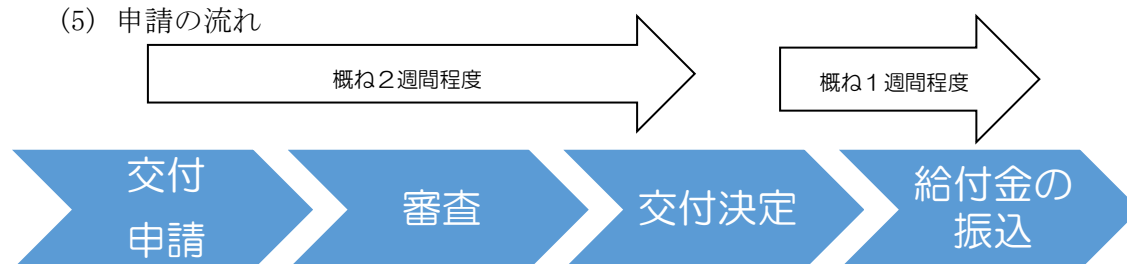 (5) 申請の流れ
概ね２週間程度
概ね１週間程度
交付
申請
審査
交付決定
給付金の
振込